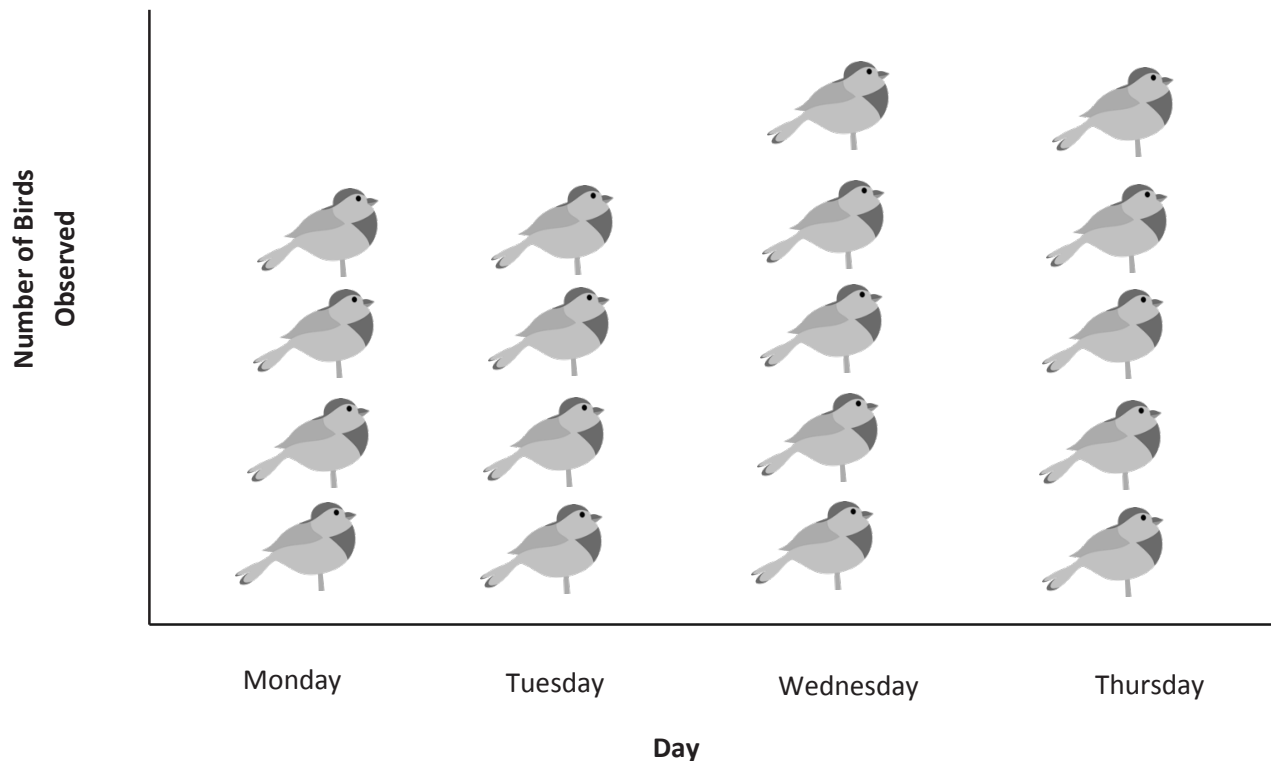 Number of Birds
Observed
Monday
Tuesday
Wednesday
Thursday
Day